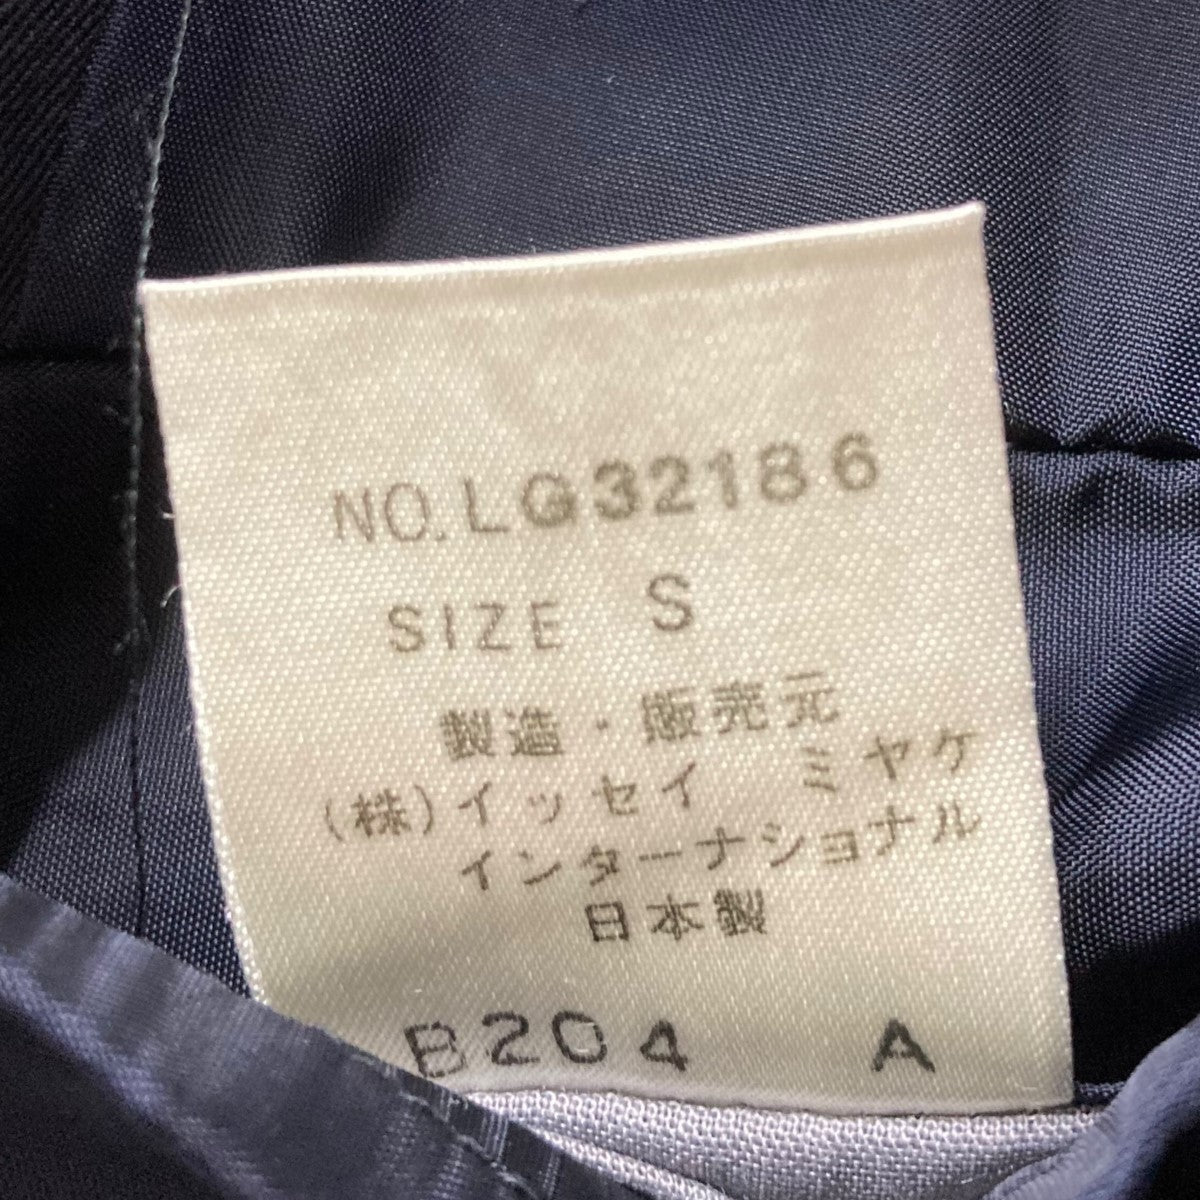 NO.LG32186
SIZE S
製造・販売元
(株)イッセイ ミヤケ
インターナショナル
日本製
B204 A